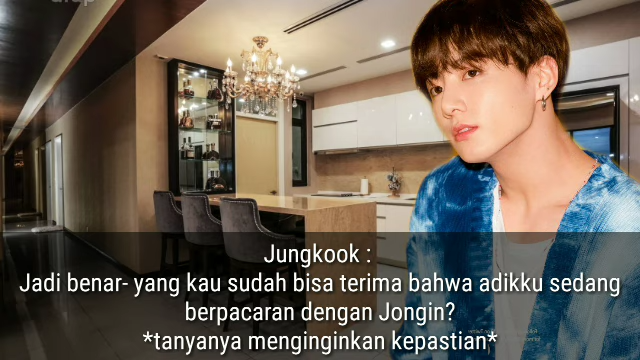 Jungkook :
Jadi benar- yang kau sudah bisa terima bahwa adikku sedang
berpacaran dengan Jongin?
*tanyanya menginginkan kepastian*